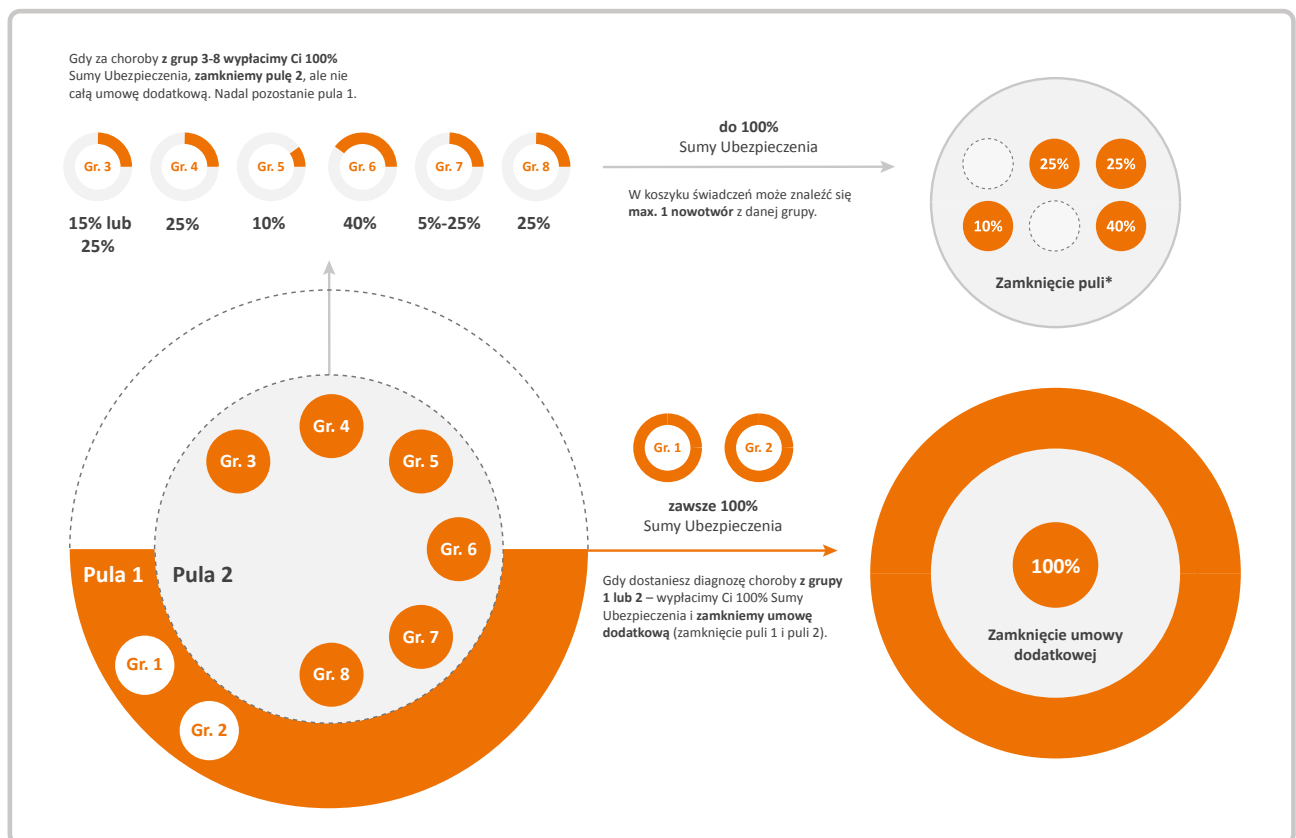 Gdy za choroby z grup 3-8 wypłacimy Ci 100%
Sumy Ubezpieczenia, zamkniemy pulę 2, ale nie
całą umowę dodatkową. Nadal pozostanie pula 1.
Gr. 3
Gr. 4
Gr. 5
Gr. 6
Gr. 7
Gr. 8
15% lub
25%
25%
10%
40%
5%-25%
25%
do 100%
Sumy Ubezpieczenia
W koszyku świadczeń może znaleźć się
max. 1 nowotwór z danej grupy.
25%
25%
10%
40%
Zamknięcie puli*
Pula 1
Pula 2
Gr. 3
Gr. 4
Gr. 5
Gr. 6
Gr. 7
Gr. 8
Gr. 1
Gr. 2
Gr. 1
Gr. 2
zawsze 100%
Sumy Ubezpieczenia
Gdy dostaniesz diagnozę choroby z grupy
1 lub 2 – wypłacimy Ci 100% Sumy
Ubezpieczenia i zamkniemy umowę
dodatkową (zamknięcie puli 1 i puli 2).
100%
Zamknięcie umowy
dodatkowej